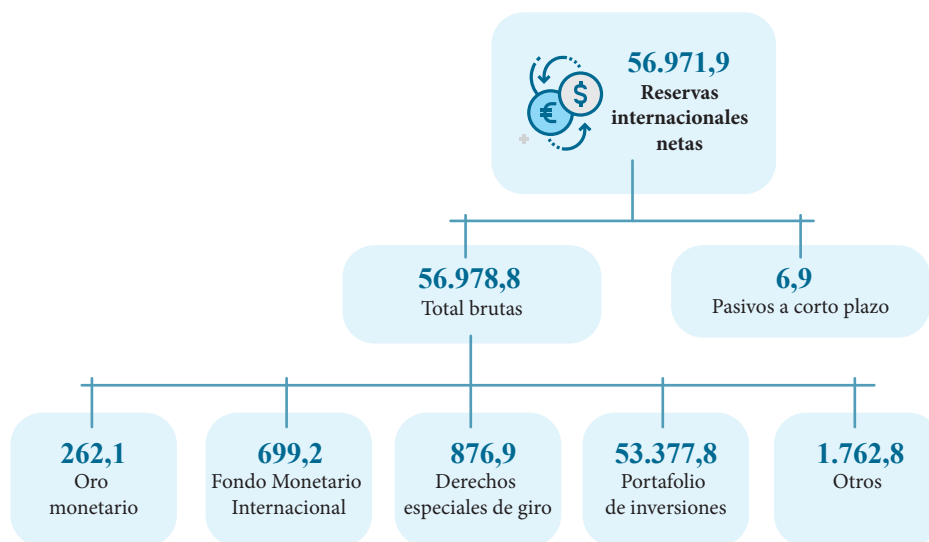 56.971,9
Reservas
internacionales
netas
$
€
56.978,8
Total brutas
6,9
Pasivos a corto plazo
262,1
Oro
monetario
699,2
Fondo Monetario
Internacional
876,9
Derechos
especiales de giro
53.377,8
Portafolio
de inversiones
1.762,8
Otros